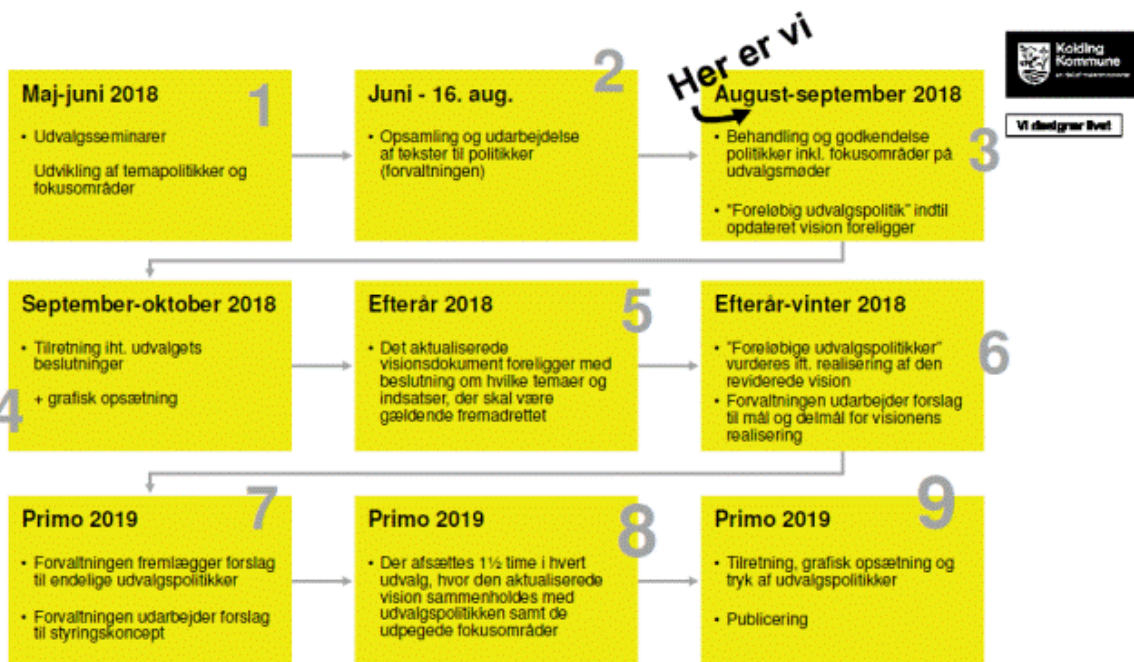 Her er vi
Kolding
Kommune
Vi designer livet
1
Maj-juni 2018
• Udvalgsseminarer
Udvikling af temapolitikker og
fokusområder
2
Juni - 16. aug.
• Opsamling og udarbejdelse
af tekster til politikker
(forvaltningen)
3
August-september 2018
• Behandling og godkendelse
politikker inkl. fokusområder på
udvalgsmøder
• "Foreløbig udvalgspolitik" indtil
opdateret vision foreligger
4
September-oktober 2018
• Tilretning iht. udvalgets
beslutninger
+ grafisk opsætning
5
Efterår 2018
• Det aktualiserede
visionsdokument foreligger med
beslutning om hvilke temaer og
indsatser, der skal være
gældende fremadrettet
6
Efterår-vinter 2018
• "Foreløbige udvalgspolitikker"
vurderes ift. realisering af den
reviderede vision
• Forvaltningen udarbejder forslag
til mål og delmål for visionens
realisering
7
Primo 2019
• Forvaltningen fremlægger forslag
til endelige udvalgspolitikker
• Forvaltningen udarbejder forslag
til styringskoncept
8
Primo 2019
• Der afsættes 1½ time i hvert
udvalg, hvor den aktualiserede
vision sammenholdes med
udvalgspolitikken samt de
udpegede fokusområder
9
Primo 2019
• Tilretning, grafisk opsætning og
tryk af udvalgspolitikker
• Publicering